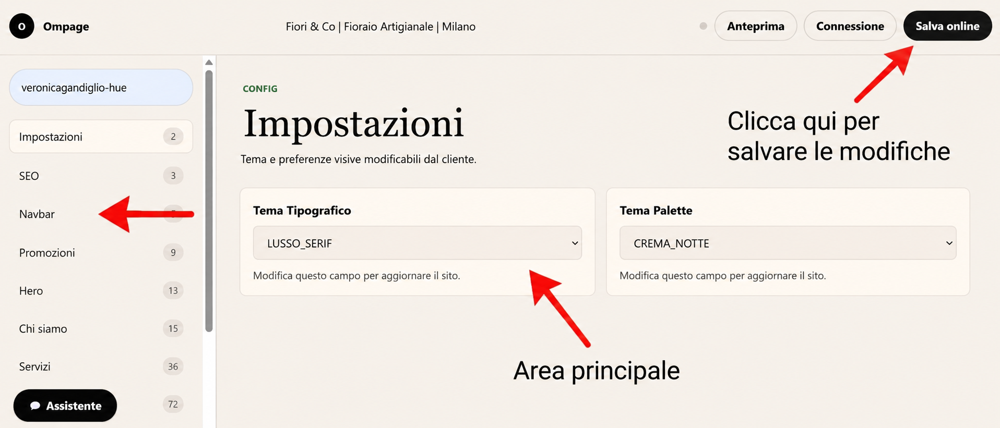 O Ompage
Fiori & Co | Fioraio Artigianale | Milano
Anteprima
Connessione
Salva online
veronicagandiglio-hue
Impostazioni 2
SEO 3
Navbar
Promozioni 9
Hero 13
Chi siamo 15
Servizi 36
72
Assistente
CONFIG
Impostazioni
Tema e preferenze visive modificabili dal cliente.
Clicca qui per
salvare le modifiche
Tema Tipografico
LUSSO_SERIF
Modifica questo campo per aggiornare il sito.
Tema Palette
CREMA_NOTTE
Modifica questo campo per aggiornare il sito.
Area principale